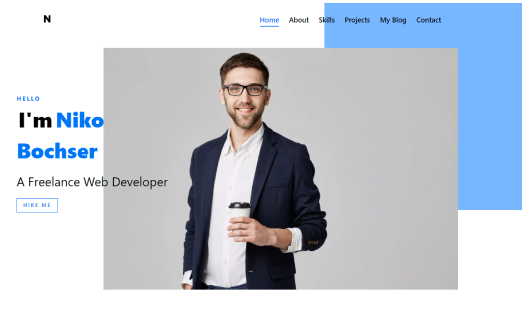 N
Home About Skills Projects My Blog Contact
HELLO
I'm Niko
Bochser
A Freelance Web Developer
HIRE ME